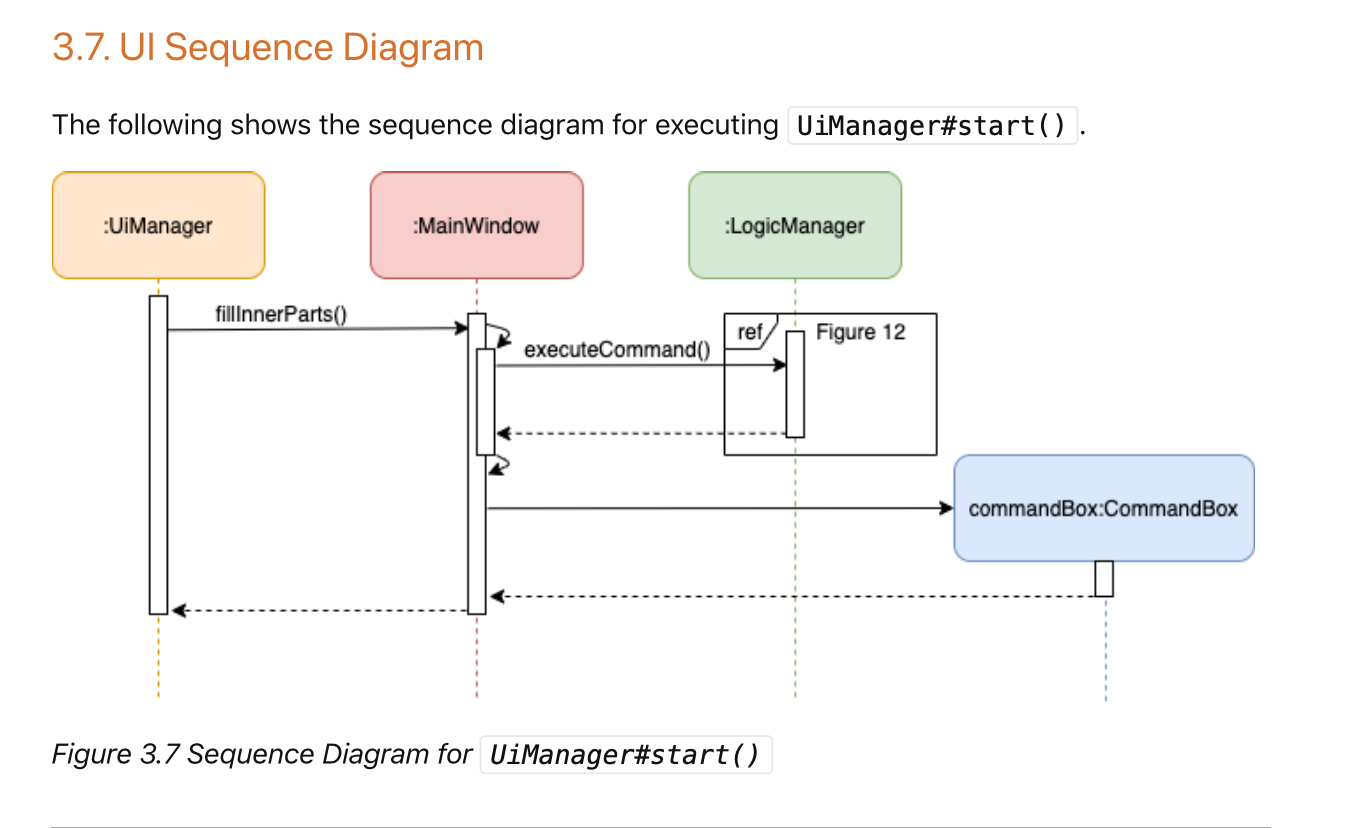 3.7. UI Sequence Diagram
The following shows the sequence diagram for executing UiManager#start().
:UiManager
:MainWindow
:LogicManager
fillInnerParts()
ref
Figure 12
executeCommand()
commandBox:CommandBox
Figure 3.7 Sequence Diagram for UiManager#start()